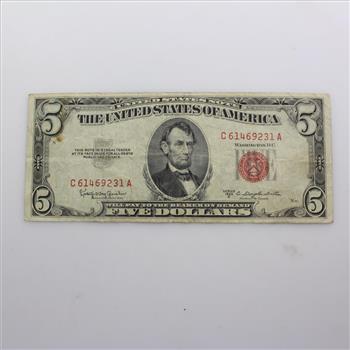 UNITED STATES NOTE
5
THE UNITED STATES OF AMERICA
5
THIS NOTE IS A LEGAL TENDER
AT ITS FACE VALUE FOR ALL DEBTS
PUBLIC AND PRIVATE
C 61469231 A
WASHINGTON, D.C.
C 61469231 A
SERIES
5
FIVE DOLLARS
5
WILL PAY TO THE BEARER ON DEMAND